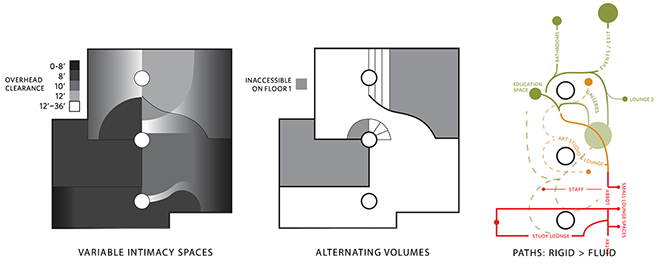 OVERHEAD
CLEARANCE
0-8'
8'
10'
12'
12'-36'
VARIABLE INTIMACY SPACES
INACCESSIBLE
ON FLOOR 1
ALTERNATING VOLUMES
BATHROOMS
EVENTS / EXIT
EDUCATION
SPACE
GALLERIES
LOUNGE 2
ART STUDIO
LOUNGE
STAFF
LOBBY
SMALL LOUNGE SPACES
STUDY LOUNGE
PATHS: RIGID > FLUID